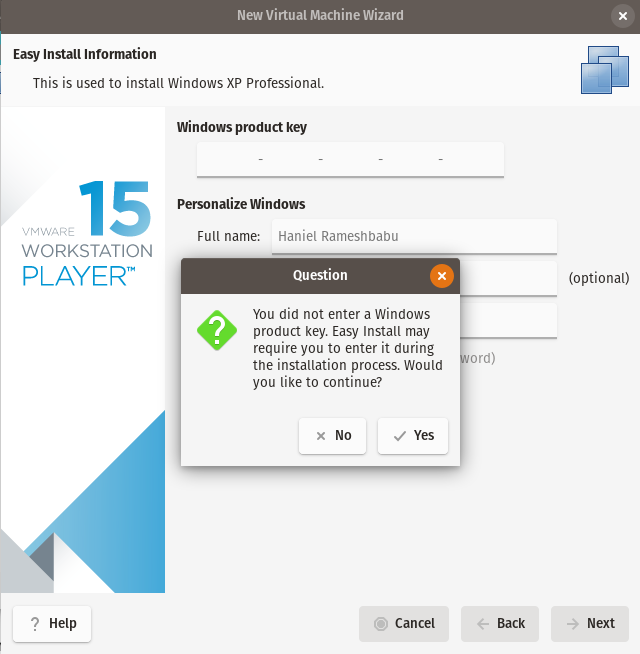 New Virtual Machine Wizard
Easy Install Information
This is used to install Windows XP Professional.
Windows product key
- - - -
VMWARE 15
WORKSTATION
PLAYER™
Personalize Windows
Full name: Haniel Rameshbabu
(optional)
word)
Question
You did not enter a Windows
product key. Easy Install may
require you to enter it during
the installation process. Would
you like to continue?
No Yes
Help Cancel Back Next